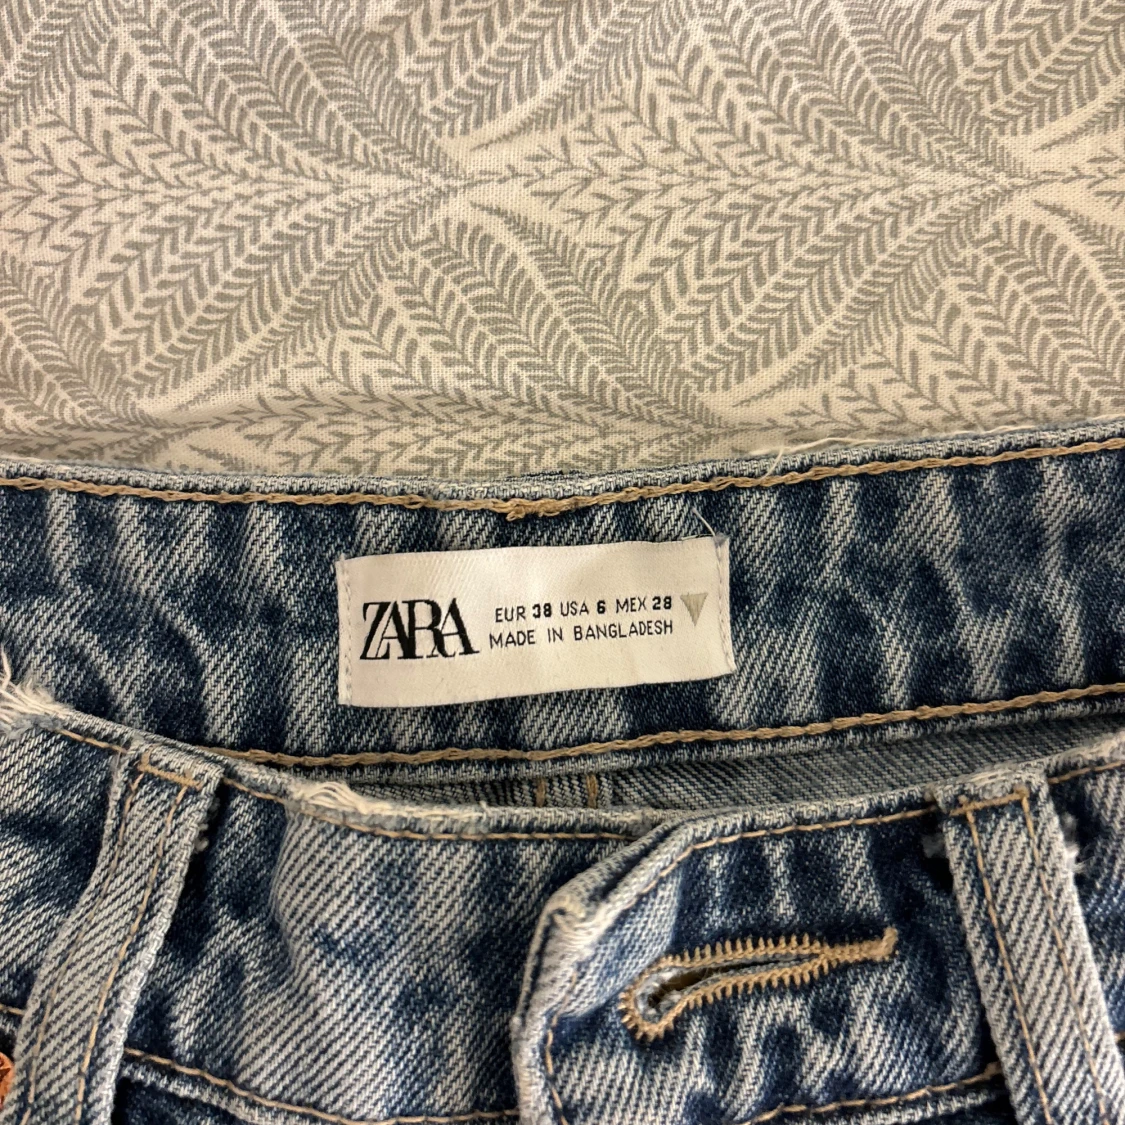 ZARA
EUR 38 USA 6 MEX 28
MADE IN BANGLADESH